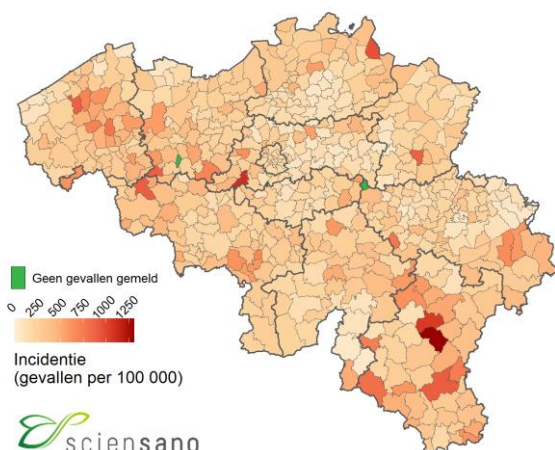 Geen gevallen gemeld
0 250 500 750 1000 1250
Incidentie
(gevallen per 100 000)
sciensano